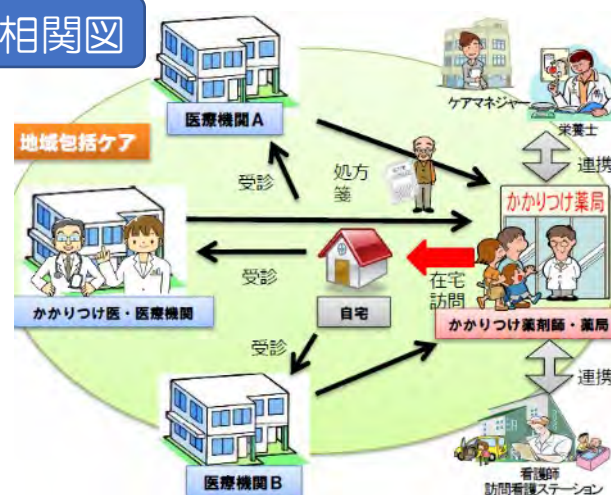 相関図
医療機関A
ケアマネジャー
栄養士
地域包括ケア
連携
受診
処方
箋
かかりつけ薬局
受診
在宅
訪問
かかりつけ医・医療機関
自宅
かかりつけ薬剤師・薬局
受診
連携
医療機関B
看護師
訪問看護ステーション